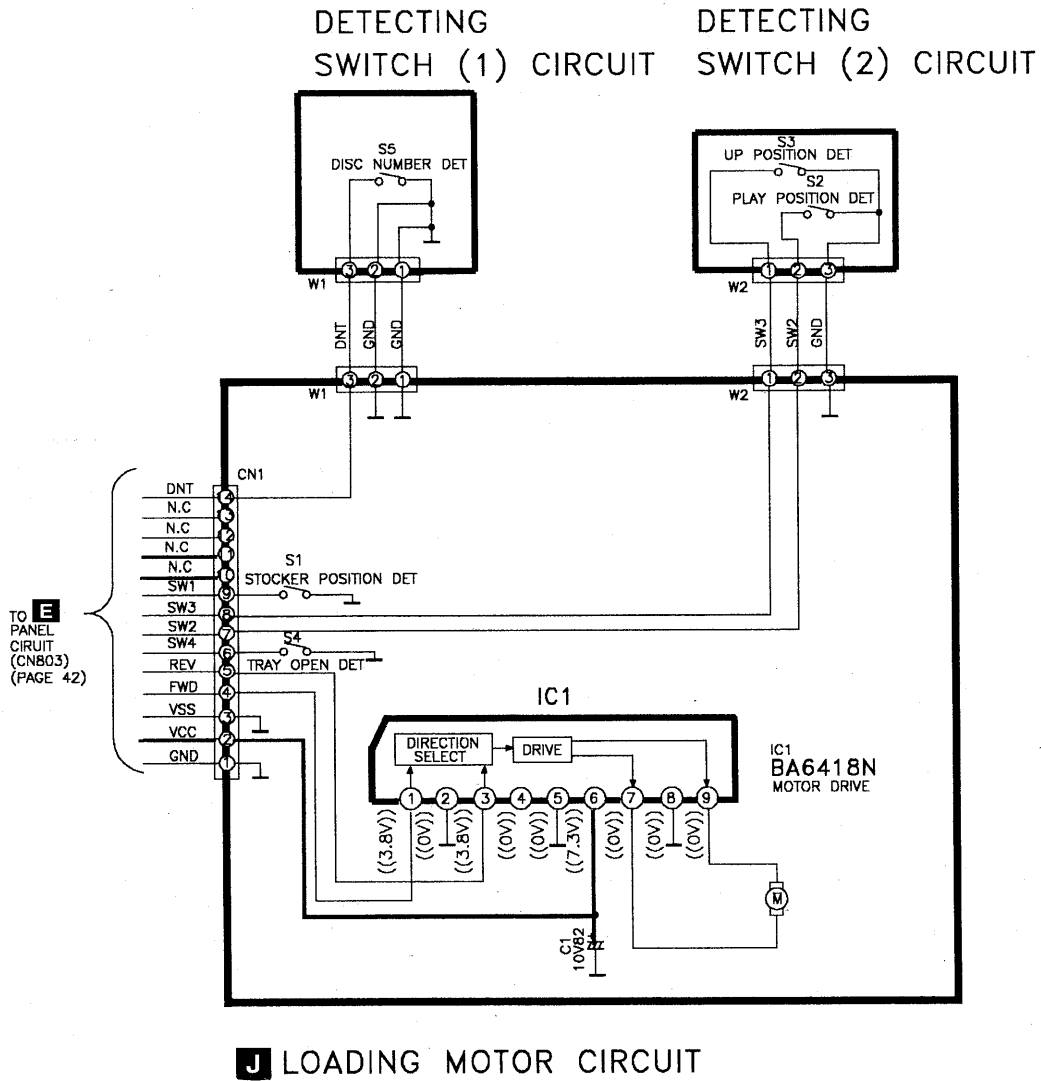 DETECTING
SWITCH (1) CIRCUIT
DETECTING
SWITCH (2) CIRCUIT
S5
DISC NUMBER DET
S3
UP POSITION DET
S2
PLAY POSITION DET
3 2 1
W1
1 2 3
W2
DNT
GND
GND
SW3
SW2
GND
3 2 1
W1
1 2 3
W2
CN1
DNT 14
N.C 13
N.C 12
N.C 11
N.C 10
SW1 9
SW3 8
SW2 7
SW4 6
REV 5
FWD 4
VSS 3
VCC 2
GND 1
S1
STOCKER POSITION DET
S4
TRAY OPEN DET
TO E
PANEL
CIRUIT
(CN803)
(PAGE 42)
IC1
DIRECTION
SELECT
DRIVE
IC1
BA6418N
MOTOR DRIVE
1 2 3 4 5 6 7 8 9
((3.8V))
((0V))
((3.8V))
((0V))
((0V))
((7.3V))
((0V))
((0V))
((0V))
M
C1
10V82
+
J LOADING MOTOR CIRCUIT